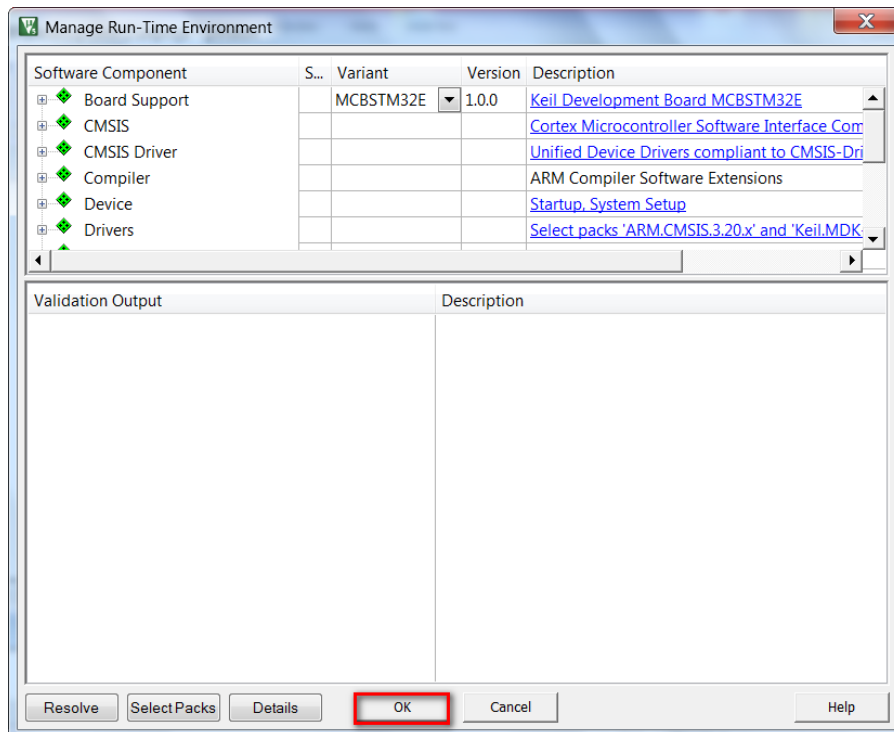 Manage Run-Time Environment
Software Component S... Variant Version Description
Board Support MCBSTM32E 1.0.0 Keil Development Board MCBSTM32E
CMSIS Cortex Microcontroller Software Interface Com
CMSIS Driver Unified Device Drivers compliant to CMSIS-Dri
Compiler ARM Compiler Software Extensions
Device Startup, System Setup
Drivers Select packs 'ARM.CMSIS.3.20.x' and 'Keil.MDK-
Validation Output Description
Resolve Select Packs Details OK Cancel Help